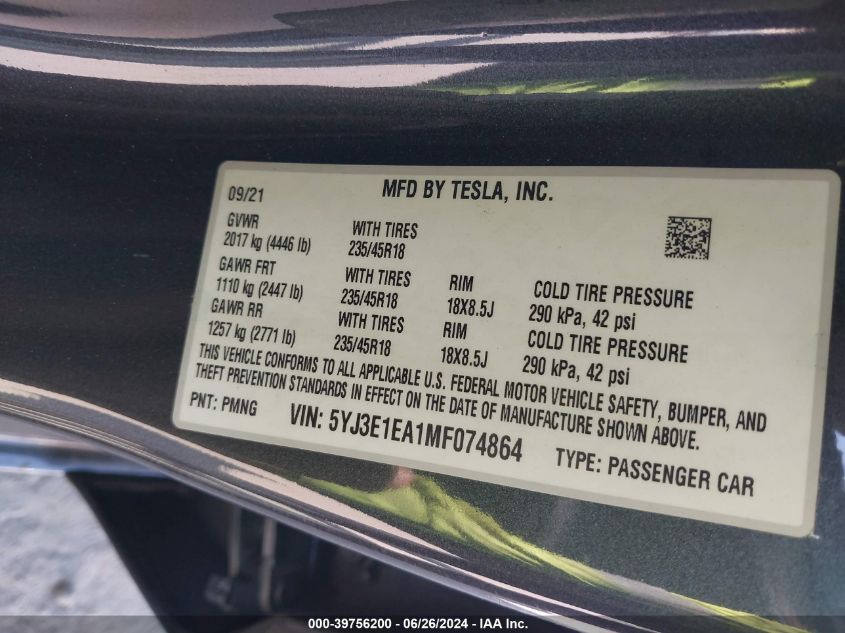 09/21
MFD BY TESLA, INC.
GVWR
2017 kg (4446 lb)
WITH TIRES
235/45R18
GAWR FRT
1110 kg (2447 lb)
WITH TIRES
235/45R18
RIM
18X8.5J
COLD TIRE PRESSURE
290 kPa, 42 psi
GAWR RR
1257 kg (2771 lb)
WITH TIRES
235/45R18
RIM
18X8.5J
COLD TIRE PRESSURE
290 kPa, 42 psi
THIS VEHICLE CONFORMS TO ALL APPLICABLE U.S. FEDERAL MOTOR VEHICLE SAFETY, BUMPER, AND
THEFT PREVENTION STANDARDS IN EFFECT ON THE DATE OF MANUFACTURE SHOWN ABOVE.
PNT: PMNG
VIN: 5YJ3E1EA1MF074864
TYPE: PASSENGER CAR
000-39756200 - 06/26/2024 - IAA Inc.